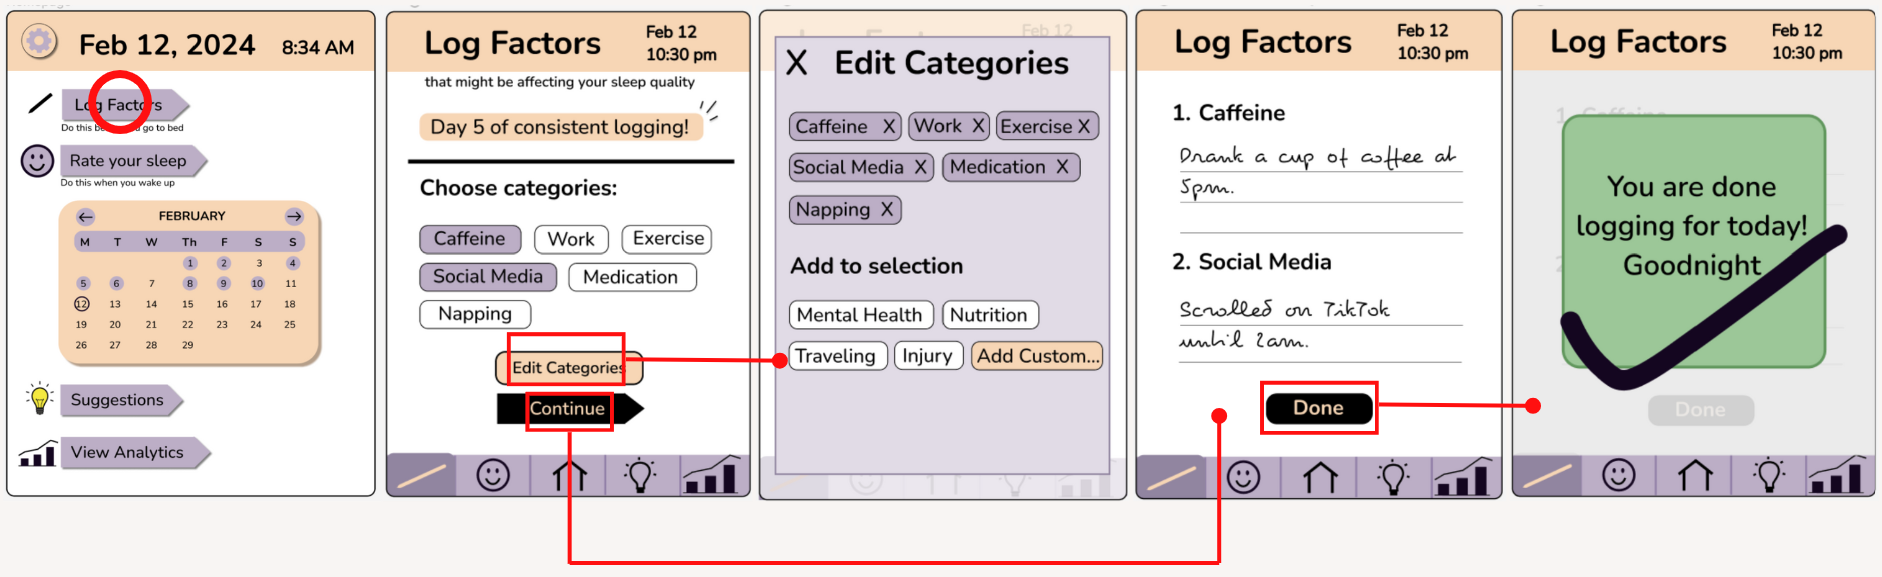 Feb 12, 2024
8:34 AM
Log Factors
Do this be go to bed
Rate your sleep
Do this when you wake up
FEBRUARY
M T W Th F S S
1 2 3 4
5 6 7 8 9 10 11
12 13 14 15 16 17 18
19 20 21 22 23 24 25
26 27 28 29
Suggestions
View Analytics
Log Factors
Feb 12
10:30 pm
that might be affecting your sleep quality
Day 5 of consistent logging!
Choose categories:
Caffeine Work Exercise
Social Media Medication
Napping
Edit Categories
Continue
Feb 12
X Edit Categories
Caffeine X Work X Exercise X
Social Media X Medication X
Napping X
Add to selection
Mental Health Nutrition
Traveling Injury Add Custom...
Log Factors
Feb 12
10:30 pm
1. Caffeine
Drank a cup of coffee at
5pm.
2. Social Media
Scrolled on TikTok
until 2am.
Done
Log Factors
Feb 12
10:30 pm
1. Caffeine
You are done
logging for today!
Goodnight
2
Done